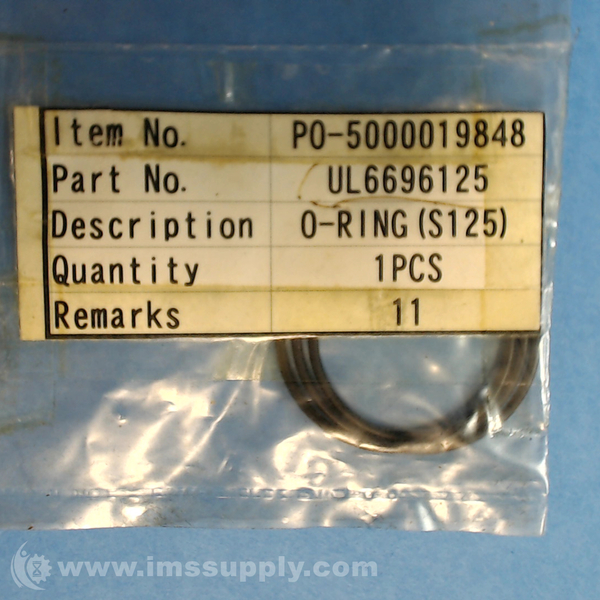 Item No. PO-5000019848
Part No. UL6696125
Description O-RING(S125)
Quantity 1PCS
Remarks 11
www.imssupply.com